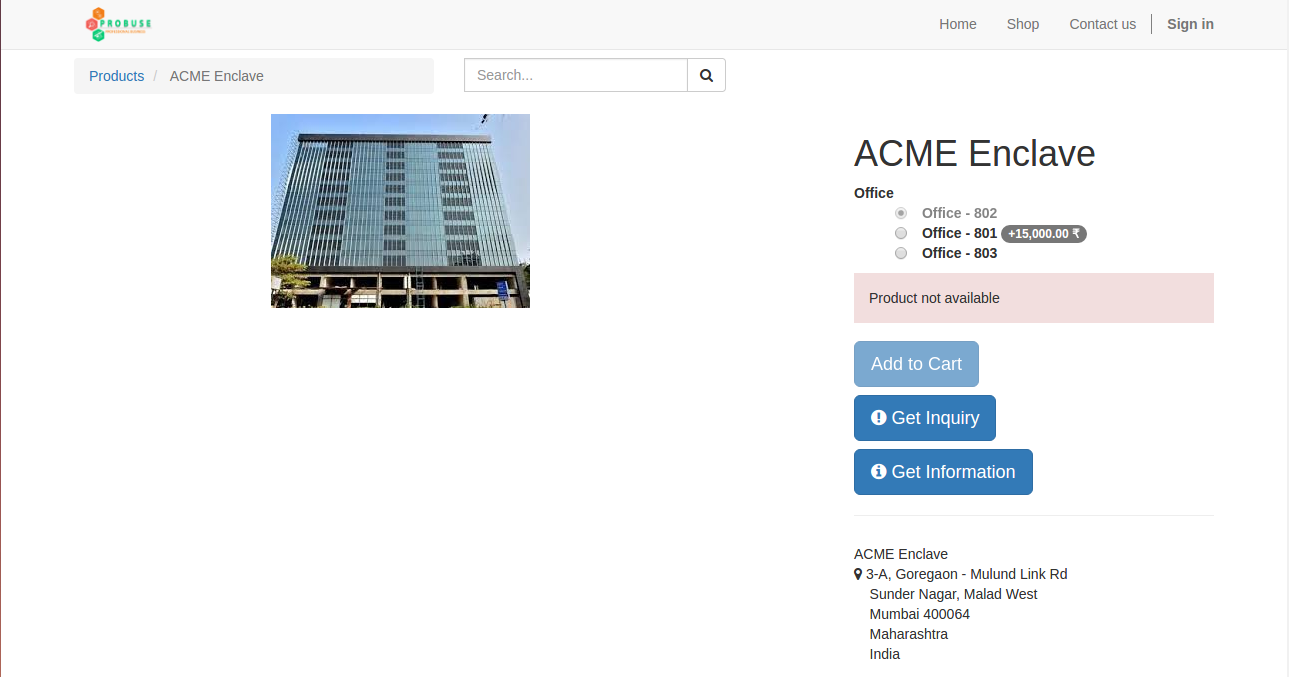 PROBUSE
Home
Shop
Contact us
Sign in
Products / ACME Enclave
Search...
ACME Enclave
Office
Office - 802
Office - 801 +15,000.00 ₹
Office - 803
Product not available
Add to Cart
Get Inquiry
Get Information
ACME Enclave
3-A, Goregaon - Mulund Link Rd
Sunder Nagar, Malad West
Mumbai 400064
Maharashtra
India